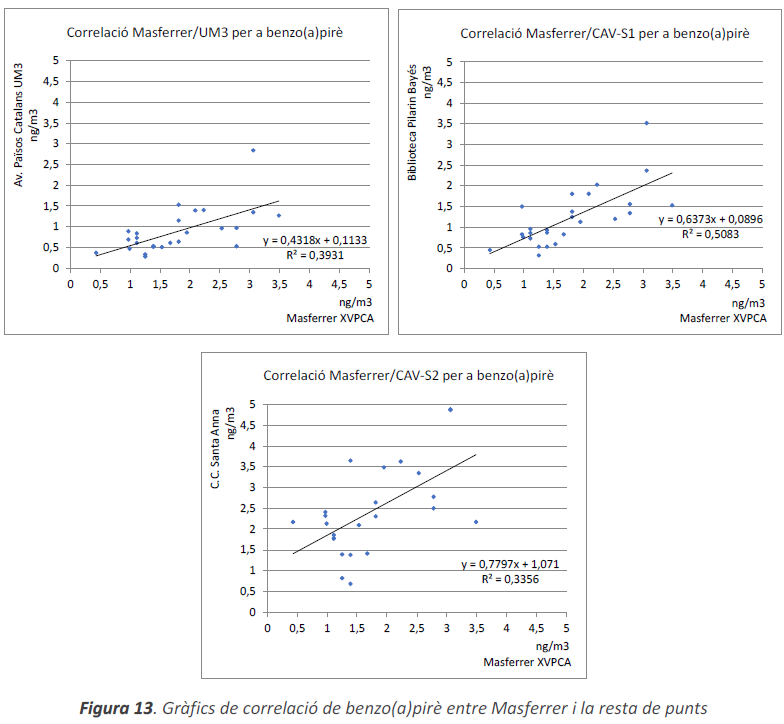 Correlació Masferrer/UM3 per a benzo(a)pirè
Av. Països Catalans UM3
ng/m3
5
4,5
4
3,5
3
2,5
2
1,5
1
0,5
0
y = 0,4318x + 0,1133
R² = 0,3931
0 0,5 1 1,5 2 2,5 3 3,5 4 4,5 5
ng/m3
Masferrer XVPCA
Correlació Masferrer/CAV-S1 per a benzo(a)pirè
Biblioteca Pilarin Bayés
ng/m3
5
4,5
4
3,5
3
2,5
2
1,5
1
0,5
0
y = 0,6373x + 0,0896
R² = 0,5083
0 0,5 1 1,5 2 2,5 3 3,5 4 4,5 5
ng/m3
Masferrer XVPCA
Correlació Masferrer/CAV-S2 per a benzo(a)pirè
C.C. Santa Anna
ng/m3
5
4,5
4
3,5
3
2,5
2
1,5
1
0,5
0
y = 0,7797x + 1,071
R² = 0,3356
0 0,5 1 1,5 2 2,5 3 3,5 4 4,5 5
ng/m3
Masferrer XVPCA
Figura 13. Gràfics de correlació de benzo(a)pirè entre Masferrer i la resta de punts